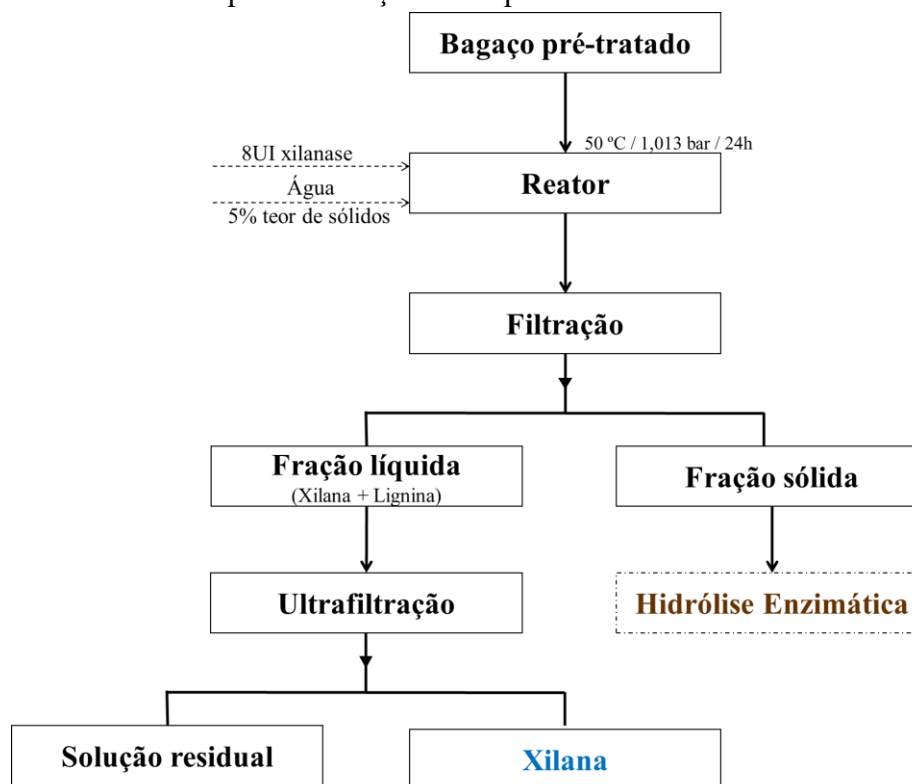 Bagaço pré-tratado
50 ºC / 1,013 bar / 24h
8UI xilanase
Água
5% teor de sólidos
Reator
Filtração
Fração líquida
(Xilana + Lignina)
Fração sólida
Ultrafiltração
Hidrólise Enzimática
Solução residual
Xilana